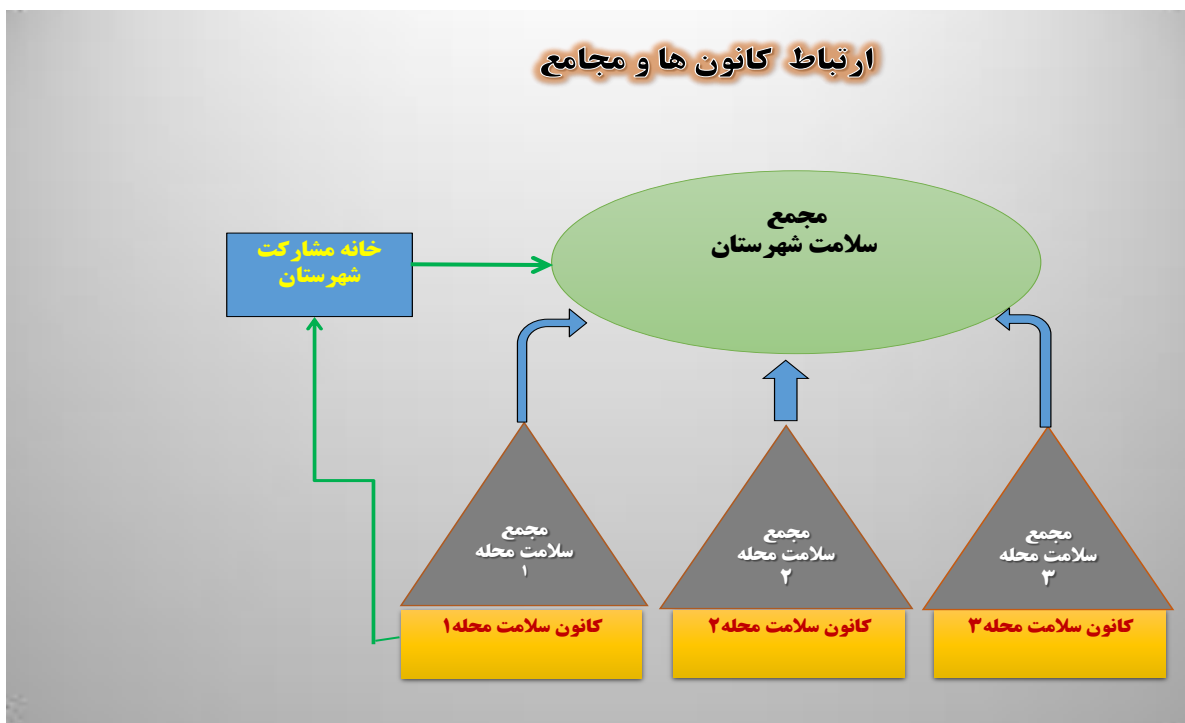 ارتباط کانون ها و مجامع
مجمع
سلامت شهرستان
خانه مشارکت
شهرستان
مجمع
سلامت محله
۳
مجمع
سلامت محله
۲
مجمع
سلامت محله
۱
کانون سلامت محله۳
کانون سلامت محله۲
کانون سلامت محله۱